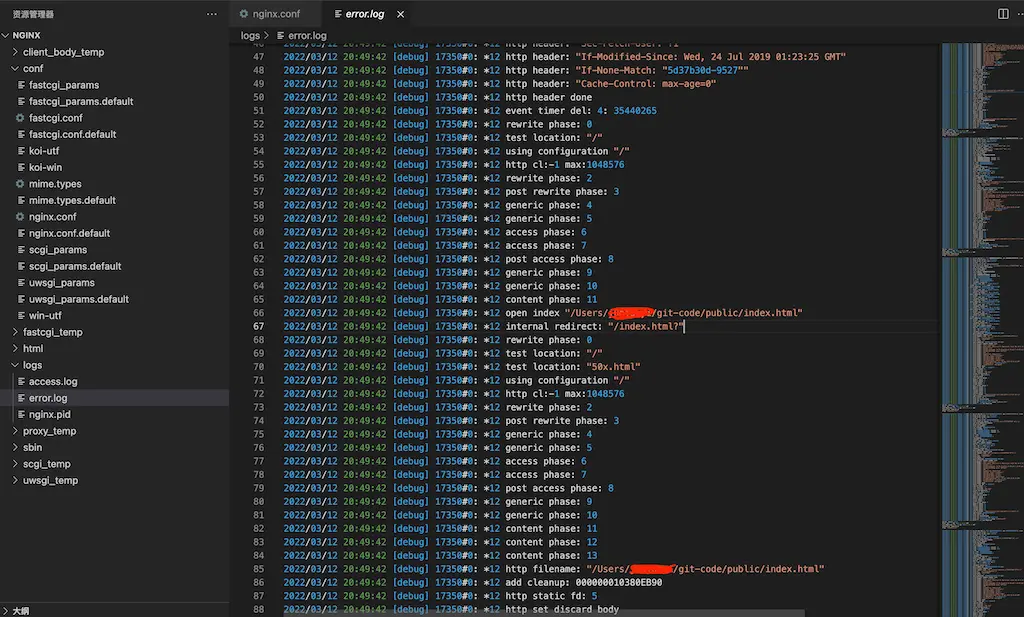 资源管理器
nginx.conf
error.log
NGINX
client_body_temp
conf
fastcgi_params
fastcgi_params.default
fastcgi.conf
fastcgi.conf.default
koi-utf
koi-win
mime.types
mime.types.default
nginx.conf
nginx.conf.default
scgi_params
scgi_params.default
uwsgi_params
uwsgi_params.default
win-utf
fastcgi_temp
html
logs
access.log
error.log
nginx.pid
proxy_temp
sbin
scgi_temp
uwsgi_temp
大纲
logs > error.log
46 2022/03/12 20:49:42 [debug] 17350#0: *12 http header: "Sec-Fetch-User: ?1"
47 2022/03/12 20:49:42 [debug] 17350#0: *12 http header: "If-Modified-Since: Wed, 24 Jul 2019 01:23:25 GMT"
48 2022/03/12 20:49:42 [debug] 17350#0: *12 http header: "If-None-Match: "5d37b30d-9527""
49 2022/03/12 20:49:42 [debug] 17350#0: *12 http header: "Cache-Control: max-age=0"
50 2022/03/12 20:49:42 [debug] 17350#0: *12 http header done
51 2022/03/12 20:49:42 [debug] 17350#0: *12 event timer del: 4: 35440265
52 2022/03/12 20:49:42 [debug] 17350#0: *12 rewrite phase: 0
53 2022/03/12 20:49:42 [debug] 17350#0: *12 test location: "/"
54 2022/03/12 20:49:42 [debug] 17350#0: *12 using configuration "/"
55 2022/03/12 20:49:42 [debug] 17350#0: *12 http cl:-1 max:1048576
56 2022/03/12 20:49:42 [debug] 17350#0: *12 rewrite phase: 2
57 2022/03/12 20:49:42 [debug] 17350#0: *12 post rewrite phase: 3
58 2022/03/12 20:49:42 [debug] 17350#0: *12 generic phase: 4
59 2022/03/12 20:49:42 [debug] 17350#0: *12 generic phase: 5
60 2022/03/12 20:49:42 [debug] 17350#0: *12 access phase: 6
61 2022/03/12 20:49:42 [debug] 17350#0: *12 access phase: 7
62 2022/03/12 20:49:42 [debug] 17350#0: *12 post access phase: 8
63 2022/03/12 20:49:42 [debug] 17350#0: *12 generic phase: 9
64 2022/03/12 20:49:42 [debug] 17350#0: *12 generic phase: 10
65 2022/03/12 20:49:42 [debug] 17350#0: *12 content phase: 11
66 2022/03/12 20:49:42 [debug] 17350#0: *12 open index "/Users/ /git-code/public/index.html"
67 2022/03/12 20:49:42 [debug] 17350#0: *12 internal redirect: "/index.html?"
68 2022/03/12 20:49:42 [debug] 17350#0: *12 rewrite phase: 0
69 2022/03/12 20:49:42 [debug] 17350#0: *12 test location: "/"
70 2022/03/12 20:49:42 [debug] 17350#0: *12 test location: "50x.html"
71 2022/03/12 20:49:42 [debug] 17350#0: *12 using configuration "/"
72 2022/03/12 20:49:42 [debug] 17350#0: *12 http cl:-1 max:1048576
73 2022/03/12 20:49:42 [debug] 17350#0: *12 rewrite phase: 2
74 2022/03/12 20:49:42 [debug] 17350#0: *12 post rewrite phase: 3
75 2022/03/12 20:49:42 [debug] 17350#0: *12 generic phase: 4
76 2022/03/12 20:49:42 [debug] 17350#0: *12 generic phase: 5
77 2022/03/12 20:49:42 [debug] 17350#0: *12 access phase: 6
78 2022/03/12 20:49:42 [debug] 17350#0: *12 access phase: 7
79 2022/03/12 20:49:42 [debug] 17350#0: *12 post access phase: 8
80 2022/03/12 20:49:42 [debug] 17350#0: *12 generic phase: 9
81 2022/03/12 20:49:42 [debug] 17350#0: *12 generic phase: 10
82 2022/03/12 20:49:42 [debug] 17350#0: *12 content phase: 11
83 2022/03/12 20:49:42 [debug] 17350#0: *12 content phase: 12
84 2022/03/12 20:49:42 [debug] 17350#0: *12 content phase: 13
85 2022/03/12 20:49:42 [debug] 17350#0: *12 http filename: "/Users/ /git-code/public/index.html"
86 2022/03/12 20:49:42 [debug] 17350#0: *12 add cleanup: 000000010380EB90
87 2022/03/12 20:49:42 [debug] 17350#0: *12 http static fd: 5
88 2022/03/12 20:49:42 [debug] 17350#0: *12 http set discard body